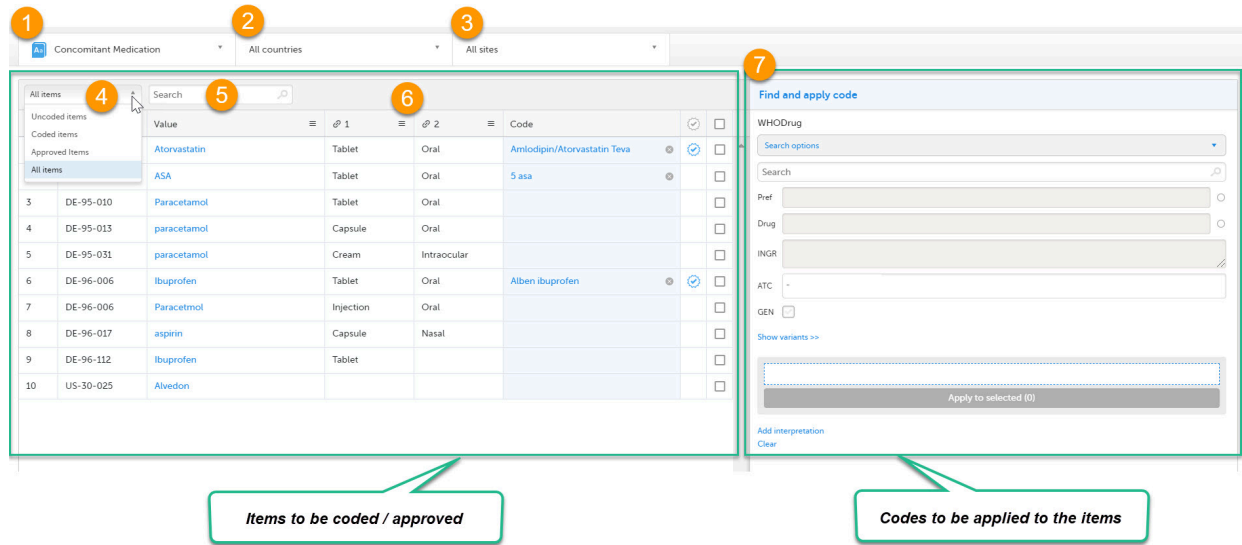 1
2
3
Aa Concomitant Medication
All countries
All sites
4
5
6
7
All items
Search
Uncoded items
Coded items
Approved Items
All items
Value 1 2 Code
Atorvastatin Tablet Oral Amlodipin/Atorvastatin Teva
ASA Tablet Oral 5 asa
3 DE-95-010 Paracetamol Tablet Oral
4 DE-95-013 paracetamol Capsule Oral
5 DE-95-031 paracetamol Cream Intraocular
6 DE-96-006 Ibuprofen Tablet Oral Alben ibuprofen
7 DE-96-006 Paracetmol Injection Oral
8 DE-96-017 aspirin Capsule Nasal
9 DE-96-112 Ibuprofen Tablet
10 US-30-025 Alvedon
Find and apply code
WHODrug
Search options
Search
Pref
Drug
INGR
ATC -
GEN
Show variants >>
Apply to selected (0)
Add interpretation
Clear
Items to be coded / approved
Codes to be applied to the items